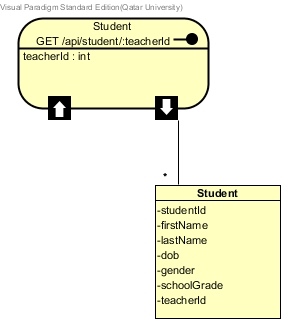 Visual Paradigm Standard Edition(Qatar University)
Student
GET /api/student/:teacherId
teacherId : int
*
Student
-studentId
-firstName
-lastName
-dob
-gender
-schoolGrade
-teacherId